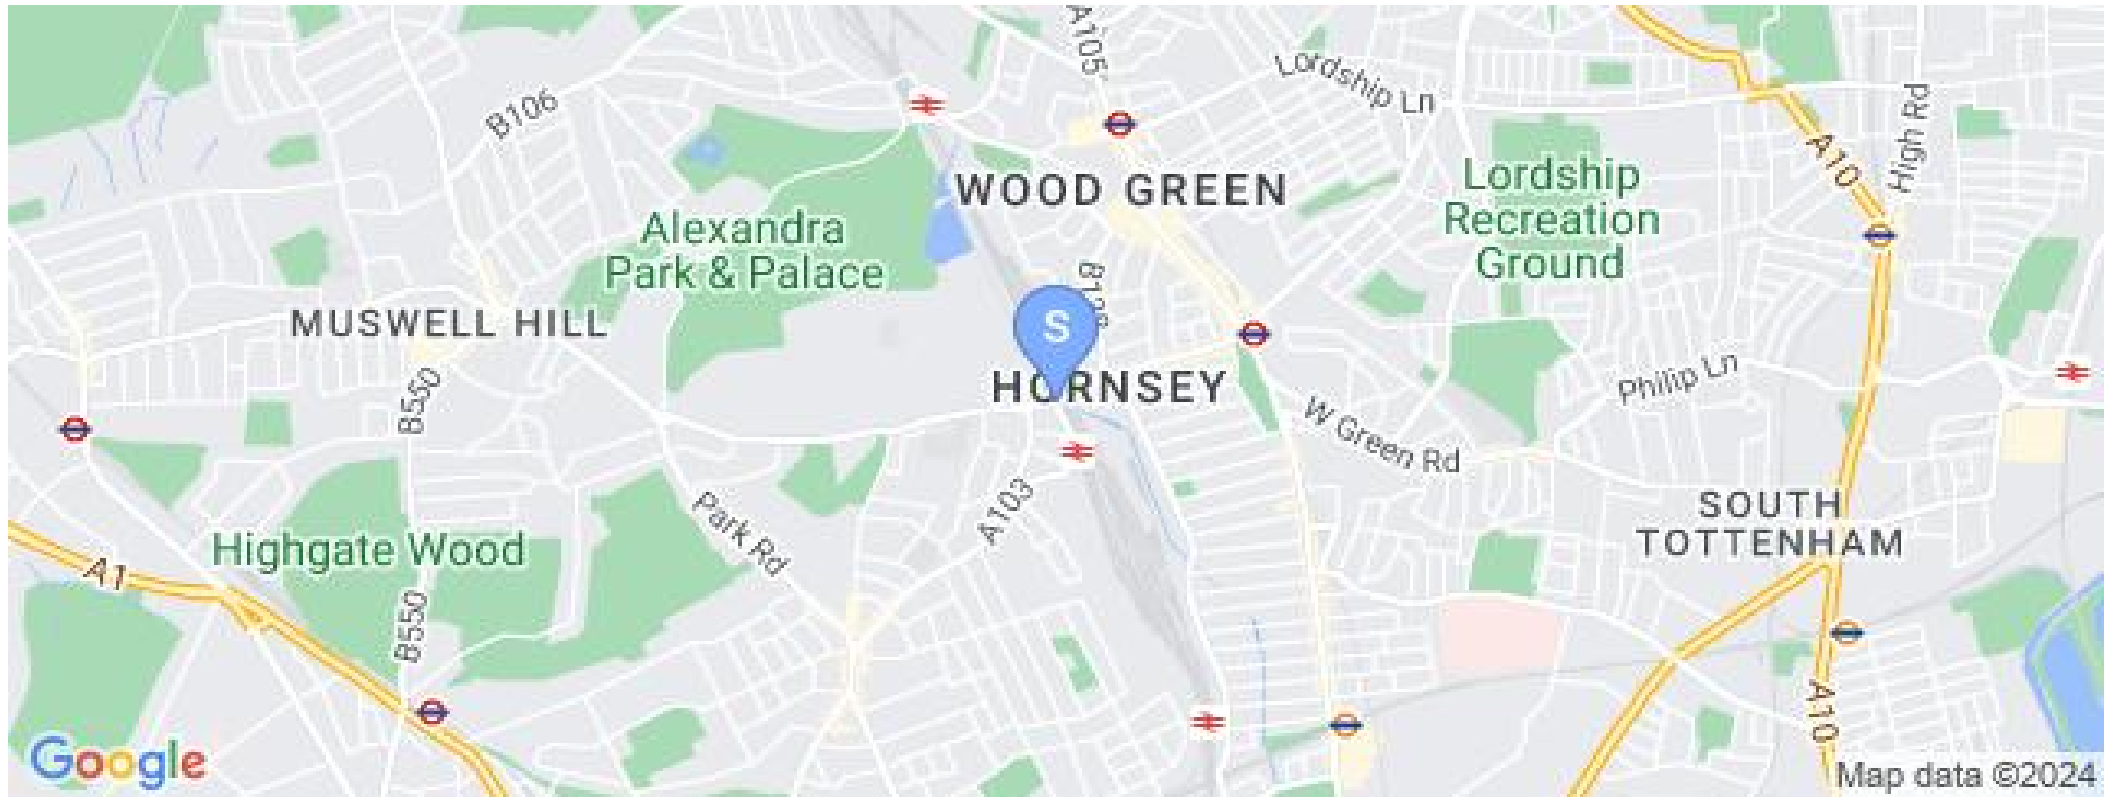 A105
Lordship Ln
B106
High Rd
A10
WOOD GREEN
Lordship
Recreation
Ground
Alexandra
Park & Palace
S
MUSWELL HILL
HORNSEY
Philip Ln
B550
W Green Rd
A103
Park Rd
SOUTH
TOTTENHAM
Highgate Wood
A1
B550
A10
Google
Map data ©2024